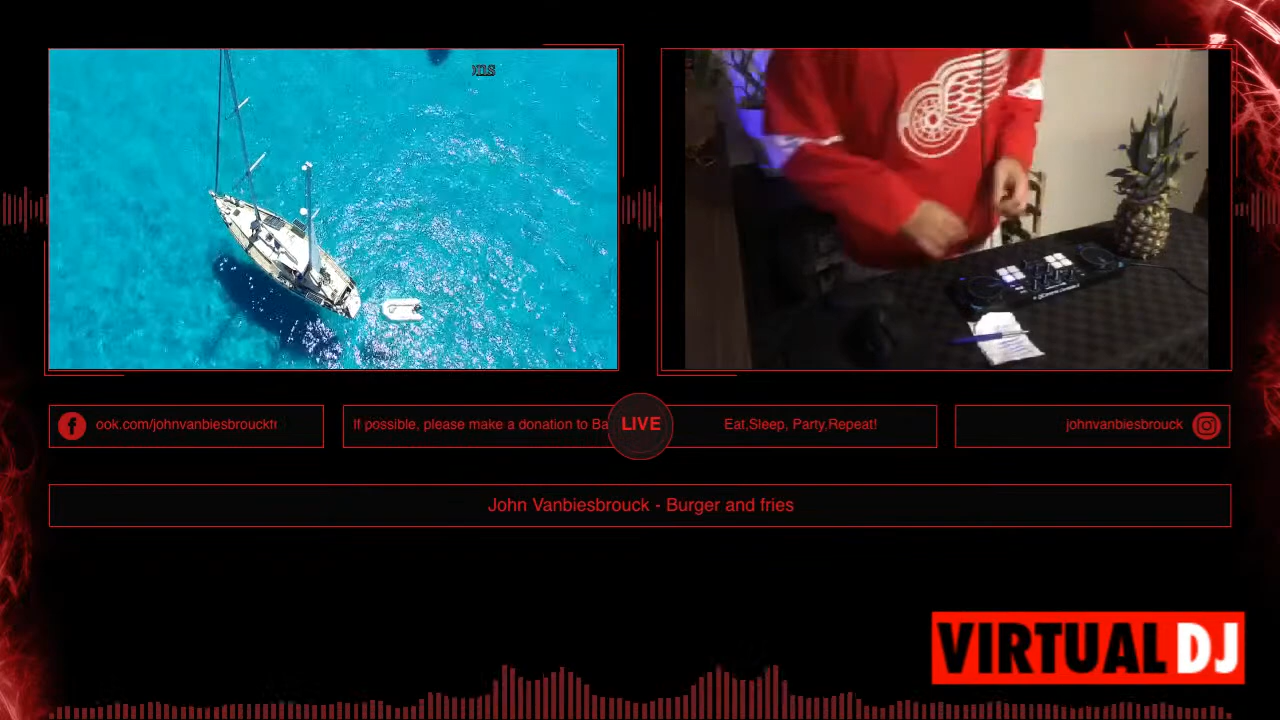 ook.com/johnvanbiesbrouckfi
If possible, please make a donation to Ba
LIVE
Eat,Sleep, Party,Repeat!
johnvanbiesbrouck
John Vanbiesbrouck - Burger and fries
VIRTUAL DJ